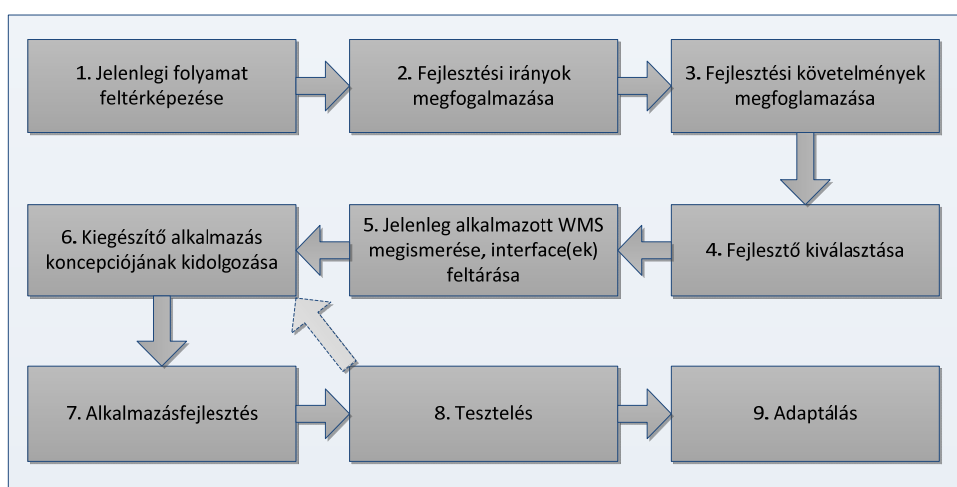 1. Jelenlegi folyamat
feltérképezése
2. Fejlesztési irányok
megfogalmazása
3. Fejlesztési követelmények
megfoglamazása
6. Kiegészítő alkalmazás
koncepciójának kidolgozása
5. Jelenleg alkalmazott WMS
megismerése, interface(ek)
feltárása
4. Fejlesztő kiválasztása
7. Alkalmazásfejlesztés
8. Tesztelés
9. Adaptálás